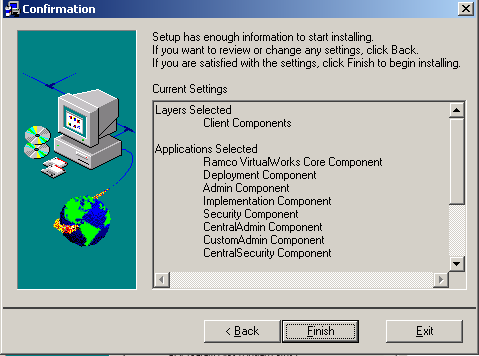 Confirmation
Setup has enough information to start installing.
If you want to review or change any settings, click Back.
If you are satisfied with the settings, click Finish to begin installing.
Current Settings
Layers Selected
Client Components
Applications Selected
Ramco VirtualWorks Core Component
Deployment Component
Admin Component
Implementation Component
Security Component
CentralAdmin Component
CustomAdmin Component
CentralSecurity Component
< Back
Finish
Exit